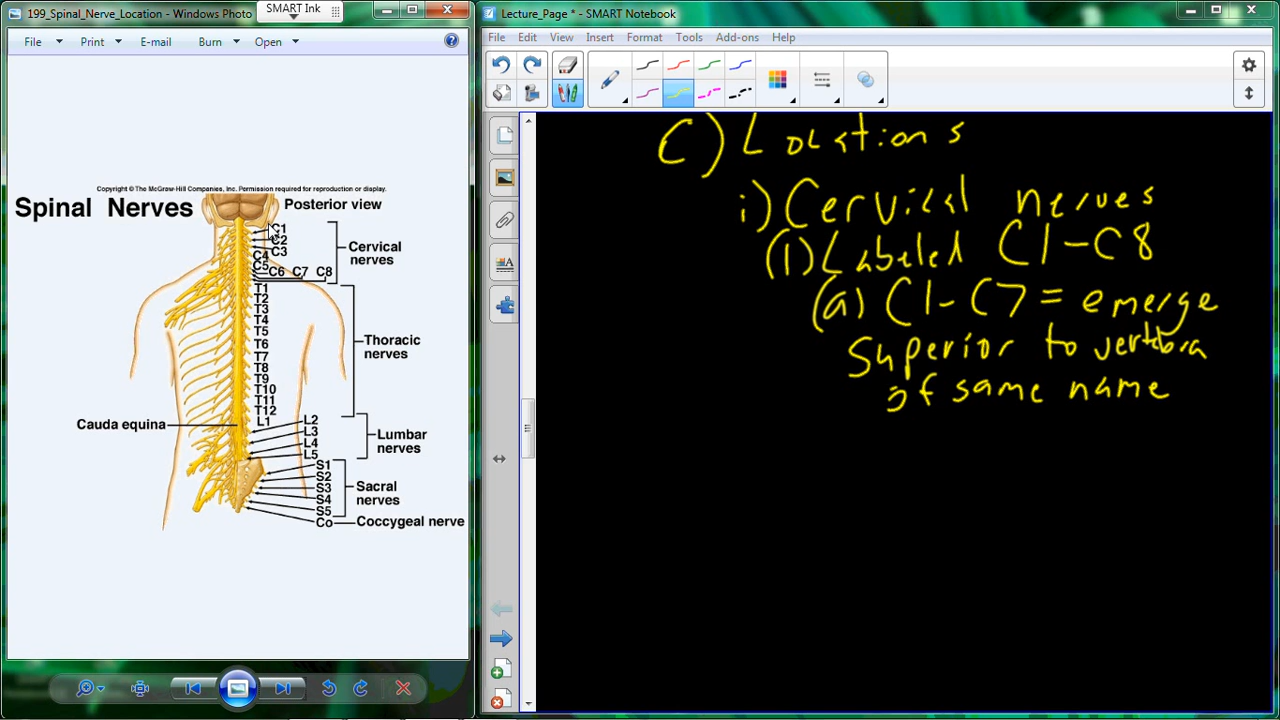 199_Spinal_Nerve_Location - Windows Photo
SMART Ink
File Print E-mail Burn Open
Copyright © The McGraw-Hill Companies, Inc. Permission required for reproduction or display.
Spinal Nerves
Posterior view
C1
C2
C3
C4
C5
C6 C7 C8
Cervical
nerves
T1
T2
T3
T4
T5
T6
T7
T8
T9
T10
T11
T12
Thoracic
nerves
L1
Cauda equina
L2
L3
L4
L5
Lumbar
nerves
S1
S2
S3
S4
S5
Sacral
nerves
Co
Coccygeal nerve
Lecture_Page * - SMART Notebook
File Edit View Insert Format Tools Add-ons Help
C) Locations
i) Cervical nerves
(1) Labeled C1-C8
(a) C1-C7 = emerge
Superior to vertebra
of same name